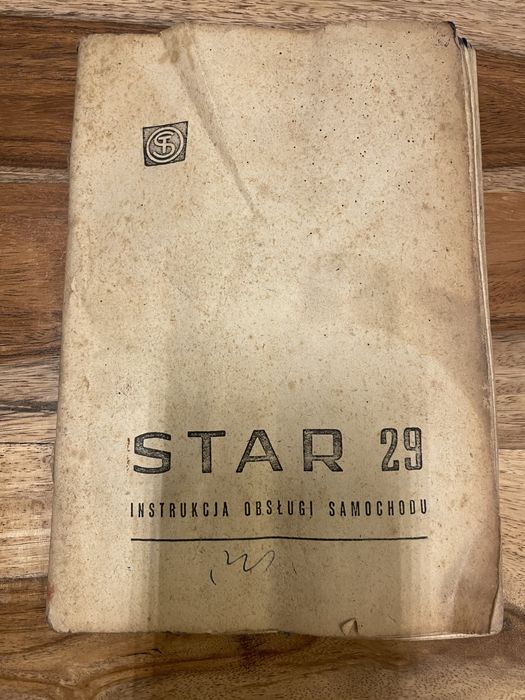 STAR 29
INSTRUKCJA OBSŁUGI SAMOCHODU